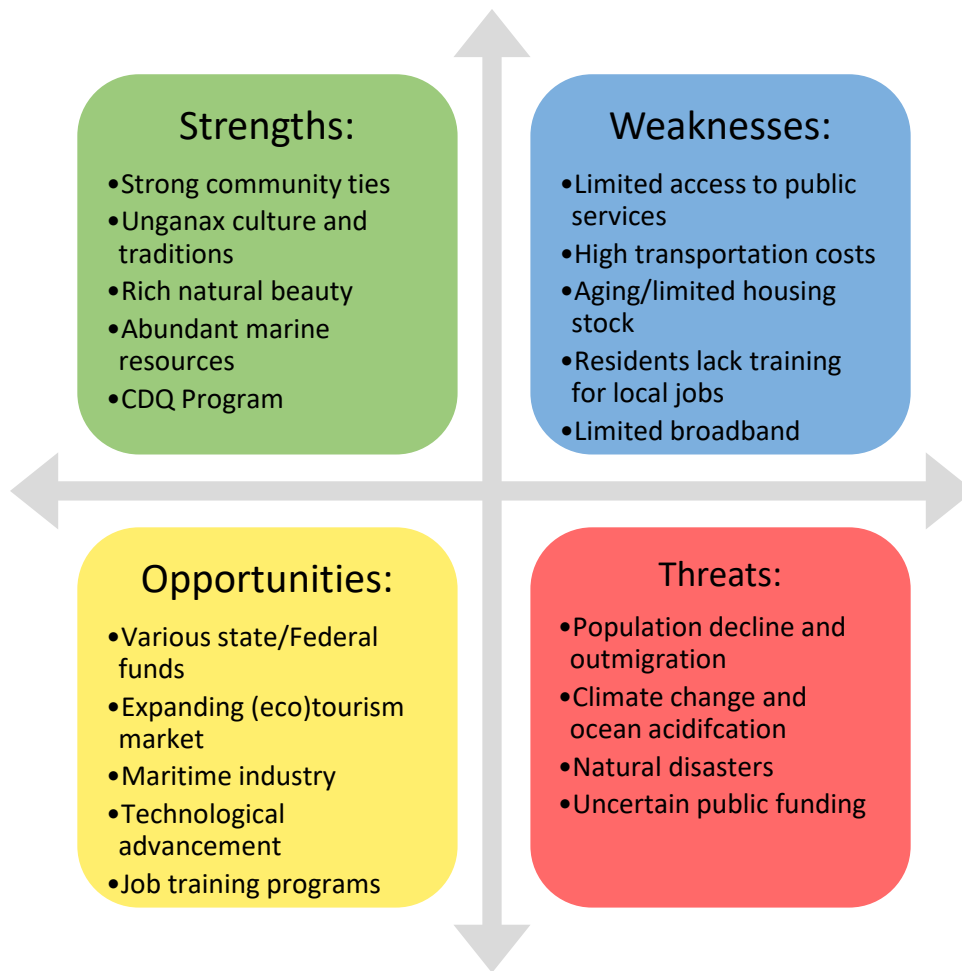 Strengths:
•Strong community ties
•Unganax culture and
traditions
•Rich natural beauty
•Abundant marine
resources
•CDQ Program
Weaknesses:
•Limited access to public
services
•High transportation costs
•Aging/limited housing
stock
•Residents lack training
for local jobs
•Limited broadband
Opportunities:
•Various state/Federal
funds
•Expanding (eco)tourism
market
•Maritime industry
•Technological
advancement
•Job training programs
Threats:
•Population decline and
outmigration
•Climate change and
ocean acidifcation
•Natural disasters
•Uncertain public funding